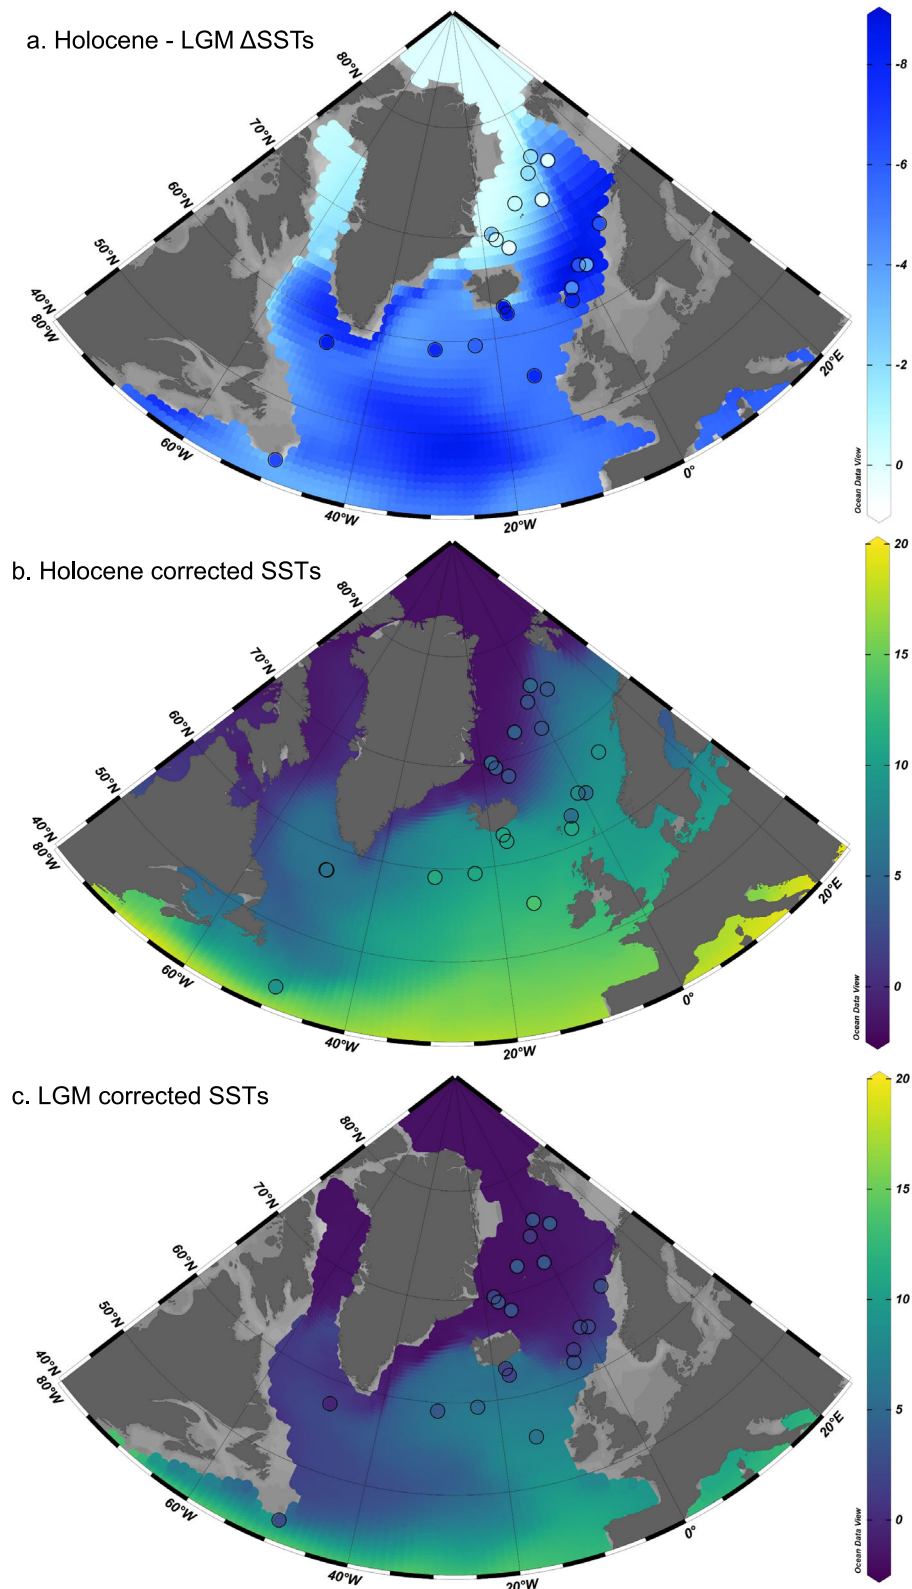 a. Holocene - LGM ΔSSTs
80°N
70°N
60°N
50°N
40°N
80°W
60°W
40°W
20°W
0°
20°E
-8
-6
-4
-2
0
Ocean Data View
b. Holocene corrected SSTs
80°N
70°N
60°N
50°N
40°N
80°W
60°W
40°W
20°W
0°
20°E
20
15
10
5
0
Ocean Data View
c. LGM corrected SSTs
80°N
70°N
60°N
50°N
40°N
80°W
60°W
40°W
20°W
0°
20°E
20
15
10
5
0
Ocean Data View